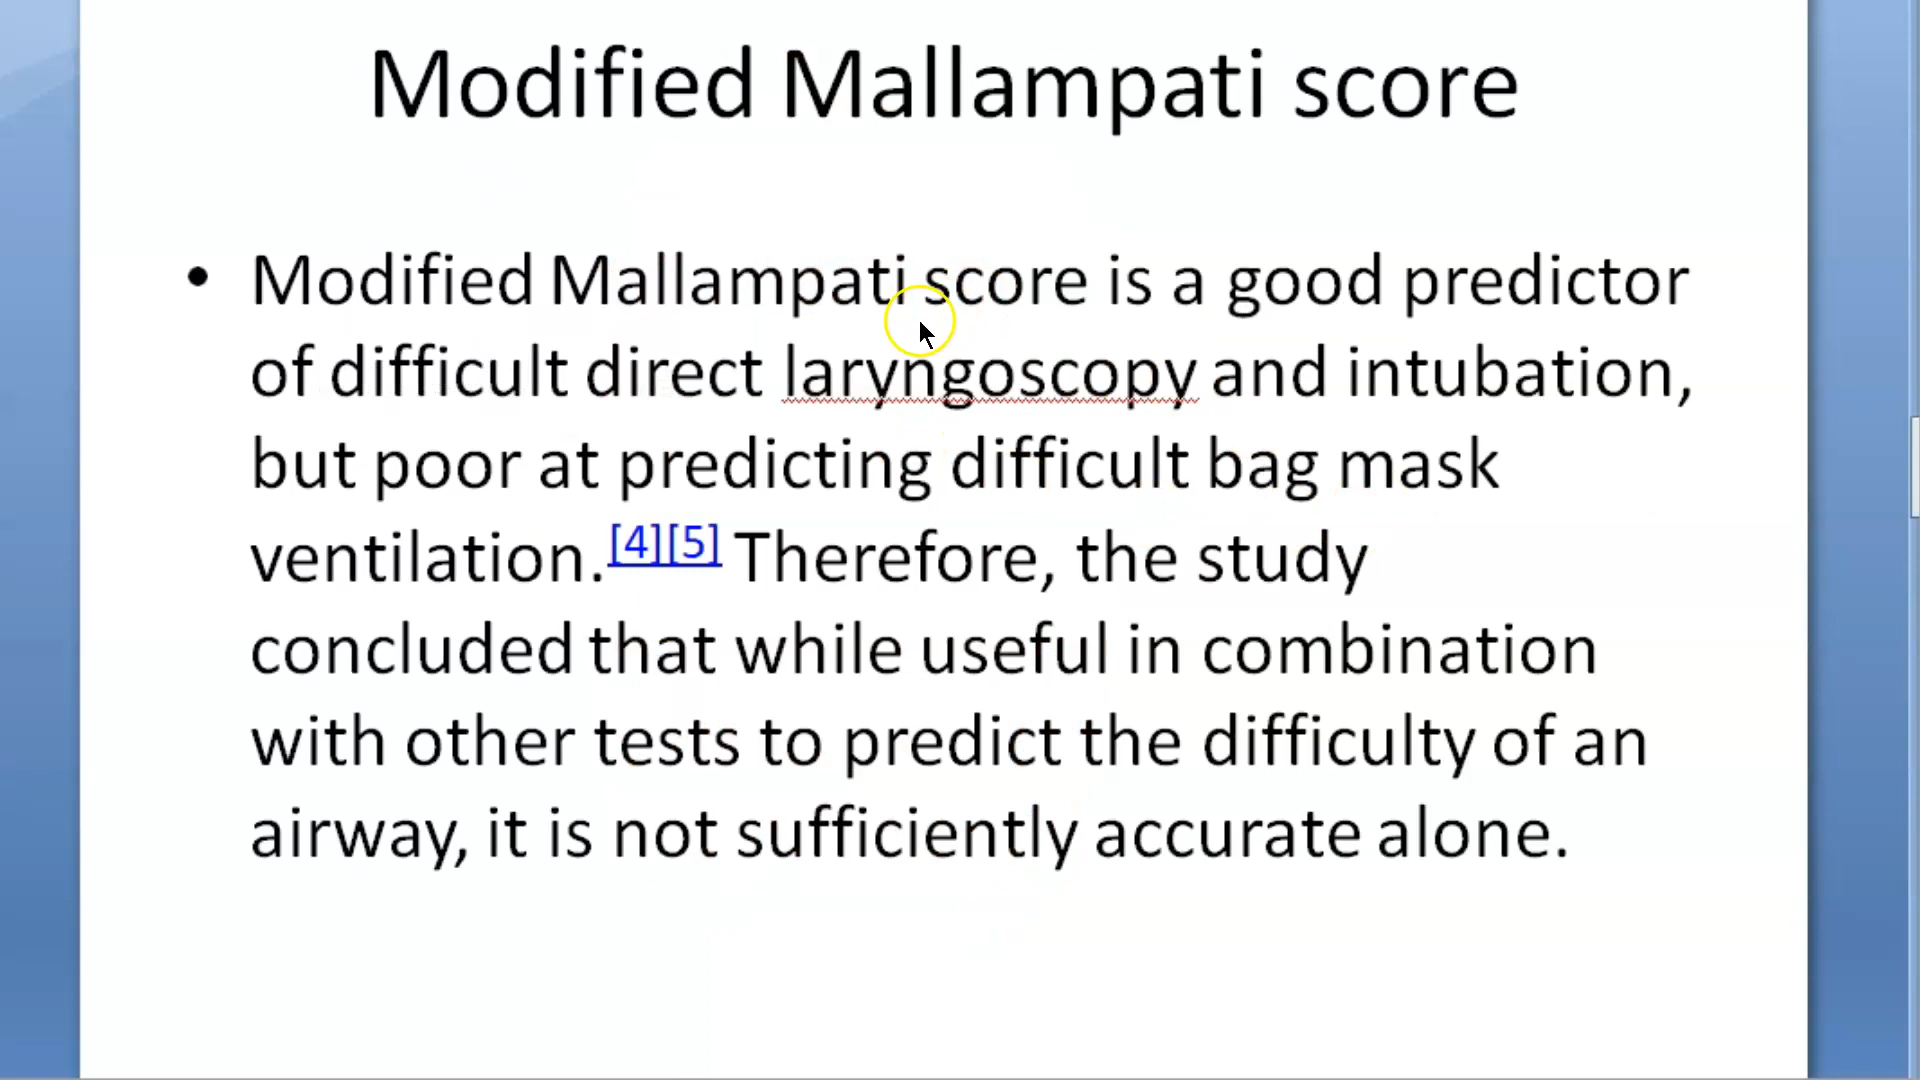 Modified Mallampati score
• Modified Mallampati score is a good predictor
of difficult direct laryngoscopy and intubation,
but poor at predicting difficult bag mask
ventilation.[4][5] Therefore, the study
concluded that while useful in combination
with other tests to predict the difficulty of an
airway, it is not sufficiently accurate alone.